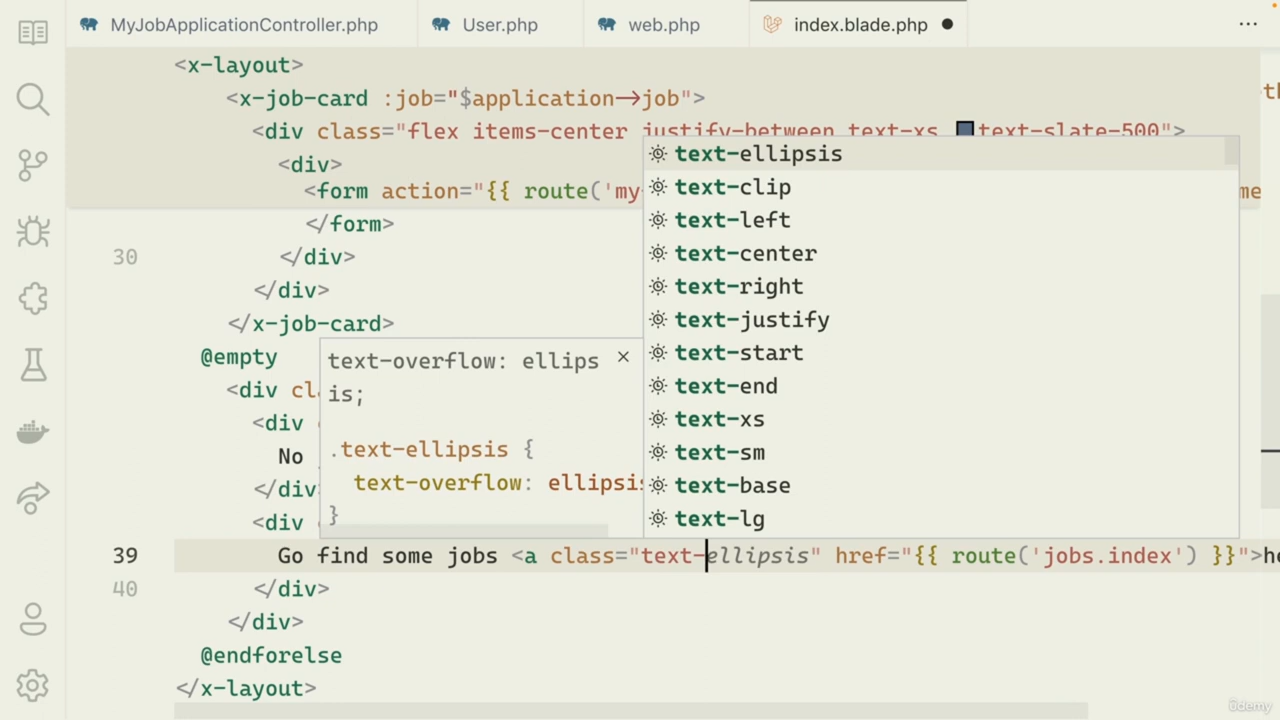 MyJobApplicationController.php User.php web.php index.blade.php
<x-layout>
<x-job-card :job="$application->job">
<div class="flex items-center justify-between text-xs text-slate-500">
<div>
<form action="{{ route('my
</form>
30 </div>
</div>
</x-job-card>
@empty
<div cl
<div
No
</div
<div
text-overflow: ellips
is;
.text-ellipsis {
text-overflow: ellipsis
}
text-ellipsis
text-clip
text-left
text-center
text-right
text-justify
text-start
text-end
text-xs
text-sm
text-base
text-lg
39 Go find some jobs <a class="text-ellipsis" href="{{ route('jobs.index') }}">he
40 </div>
</div>
@endforelse
</x-layout>
ûdemy